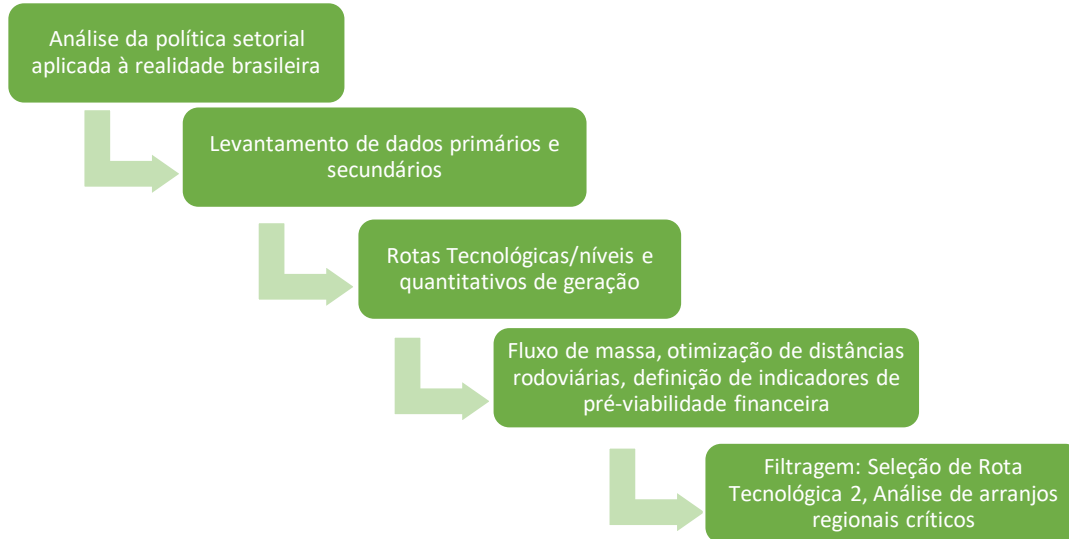 Análise da política setorial
aplicada à realidade brasileira
Levantamento de dados primários e
secundários
Rotas Tecnológicas/níveis e
quantitativos de geração
Fluxo de massa, otimização de distâncias
rodoviárias, definição de indicadores de
pré-viabilidade financeira
Filtragem: Seleção de Rota
Tecnológica 2, Análise de arranjos
regionais críticos